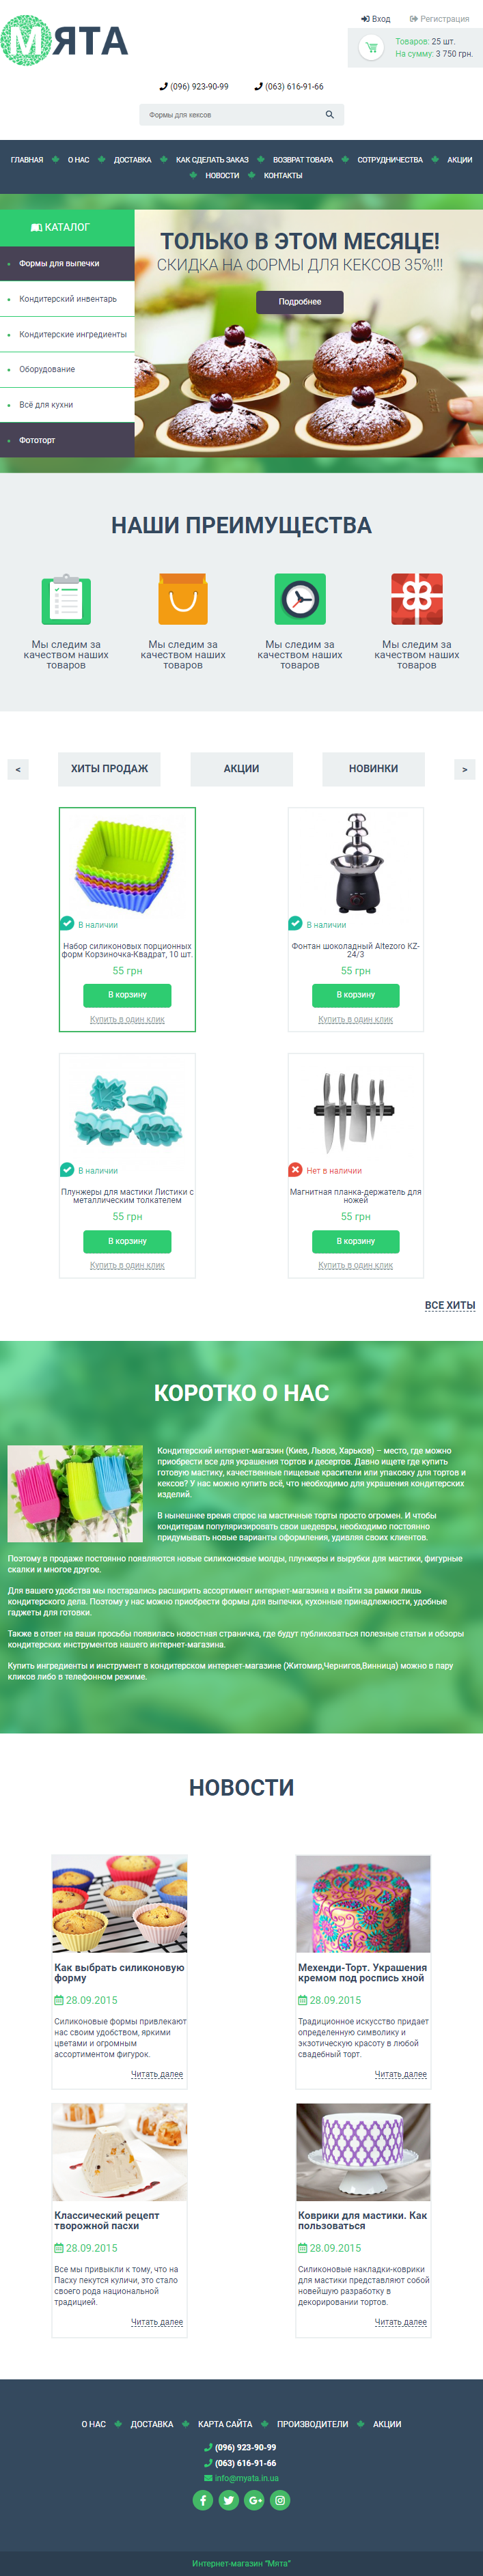 МЯТА
Вход
Регистрация
Товаров: 25 шт.
На сумму: 3 750 грн.
(096) 923-90-99
(063) 616-91-66
Формы для кексов
ГЛАВНАЯ
О НАС
ДОСТАВКА
КАК СДЕЛАТЬ ЗАКАЗ
ВОЗВРАТ ТОВАРА
СОТРУДНИЧЕСТВА
АКЦИИ
НОВОСТИ
КОНТАКТЫ
КАТАЛОГ
Формы для выпечки
Кондитерский инвентарь
Кондитерские ингредиенты
Оборудование
Всё для кухни
Фототорт
ТОЛЬКО В ЭТОМ МЕСЯЦЕ!
СКИДКА НА ФОРМЫ ДЛЯ КЕКСОВ 35%!!!
Подробнее
НАШИ ПРЕИМУЩЕСТВА
Мы следим за
качеством наших
товаров
Мы следим за
качеством наших
товаров
Мы следим за
качеством наших
товаров
Мы следим за
качеством наших
товаров
<
ХИТЫ ПРОДАЖ
АКЦИИ
НОВИНКИ
>
В наличии
Набор силиконовых порционных
форм Корзиночка-Квадрат, 10 шт.
55 грн
В корзину
Купить в один клик
В наличии
Фонтан шоколадный Altezoro KZ-
24/3
55 грн
В корзину
Купить в один клик
В наличии
Плунжеры для мастики Листики с
металлическим толкателем
55 грн
В корзину
Купить в один клик
Нет в наличии
Магнитная планка-держатель для
ножей
55 грн
В корзину
Купить в один клик
ВСЕ ХИТЫ
КОРОТКО О НАС
Кондитерский интернет-магазин (Киев, Львов, Харьков) – место, где можно
приобрести все для украшения тортов и десертов. Давно ищете где купить
готовую мастику, качественные пищевые красители или упаковку для тортов и
кексов? У нас можно купить всё, что необходимо для украшения кондитерских
изделий.
В нынешнее время спрос на мастичные торты просто огромен. И чтобы
кондитерам популяризировать свои шедевры, необходимо постоянно
придумывать новые варианты оформления, удивляя своих клиентов.
Поэтому в продаже постоянно появляются новые силиконовые молды, плунжеры и вырубки для мастики, фигурные
скалки и многое другое.
Для вашего удобства мы постарались расширить ассортимент интернет-магазина и выйти за рамки лишь
кондитерского дела. Поэтому у нас можно приобрести формы для выпечки, кухонные принадлежности, удобные
гаджеты для готовки.
Также в ответ на ваши просьбы появилась новостная страничка, где будут публиковаться полезные статьи и обзоры
кондитерских инструментов нашего интернет-магазина.
Купить ингредиенты и инструмент в кондитерском интернет-магазине (Житомир,Чернигов,Винница) можно в пару
кликов либо в телефонном режиме.
НОВОСТИ
Как выбрать силиконовую
форму
28.09.2015
Силиконовые формы привлекают
нас своим удобством, яркими
цветами и огромным
ассортиментом фигурок.
Читать далее
Мехенди-Торт. Украшения
кремом под роспись хной
28.09.2015
Традиционное искусство придает
определенную символику и
экзотическую красоту в любой
свадебный торт.
Читать далее
Классический рецепт
творожной пасхи
28.09.2015
Все мы привыкли к тому, что на
Пасху пекутся куличи, это стало
своего рода национальной
традицией.
Читать далее
Коврики для мастики. Как
пользоваться
28.09.2015
Силиконовые накладки-коврики
для мастики представляют собой
новейшую разработку в
декорировании тортов.
Читать далее
О НАС
ДОСТАВКА
КАРТА САЙТА
ПРОИЗВОДИТЕЛИ
АКЦИИ
(096) 923-90-99
(063) 616-91-66
info@myata.in.ua
Интернет-магазин "Мята"